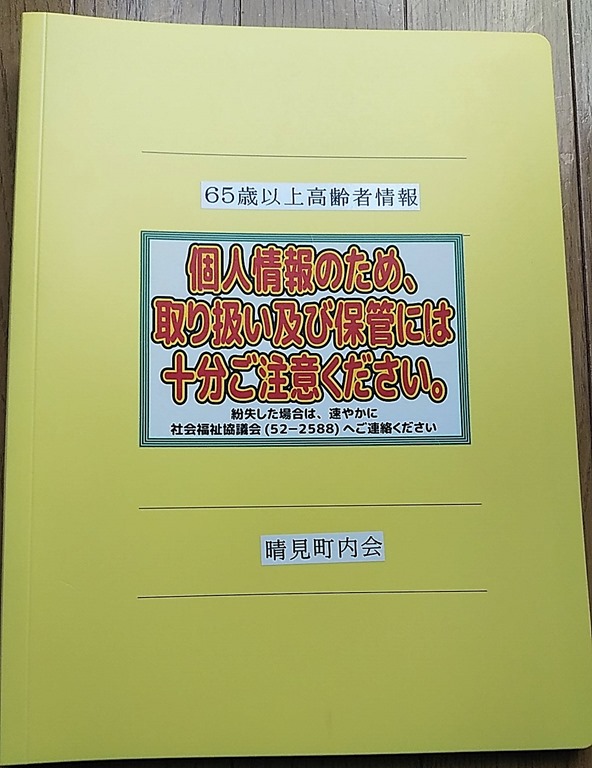 65歳以上高齢者情報
個人情報のため、
取り扱い及び保管には
十分ご注意ください。
紛失した場合は、速やかに
社会福祉協議会(52−2588)へご連絡ください
晴見町内会